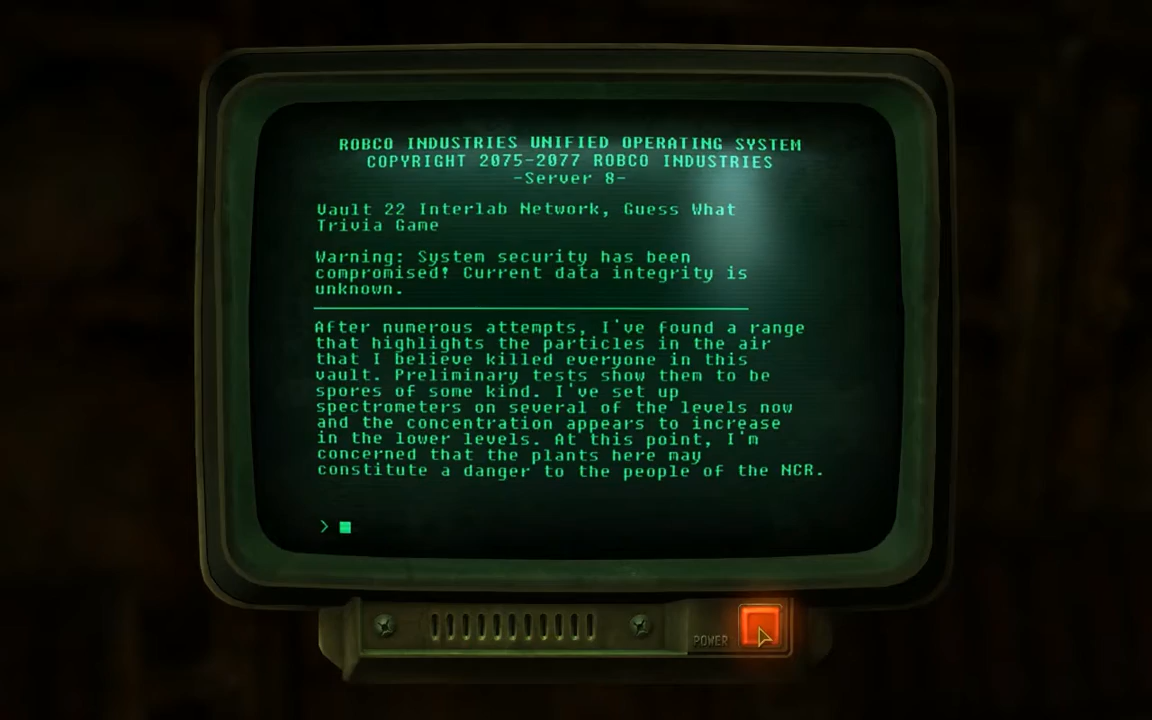 ROBCO INDUSTRIES UNIFIED OPERATING SYSTEM
COPYRIGHT 2075-2077 ROBCO INDUSTRIES
-Server 8-
Vault 22 Interlab Network, Guess What
Trivia Game
Warning: System security has been
compromised! Current data integrity is
unknown.
After numerous attempts, I've found a range
that highlights the particles in the air
that I believe killed everyone in this
vault. Preliminary tests show them to be
spores of some kind. I've set up
spectrometers on several of the levels now
and the concentration appears to increase
in the lower levels. At this point, I'm
concerned that the plants here may
constitute a danger to the people of the NCR.
>
POWER